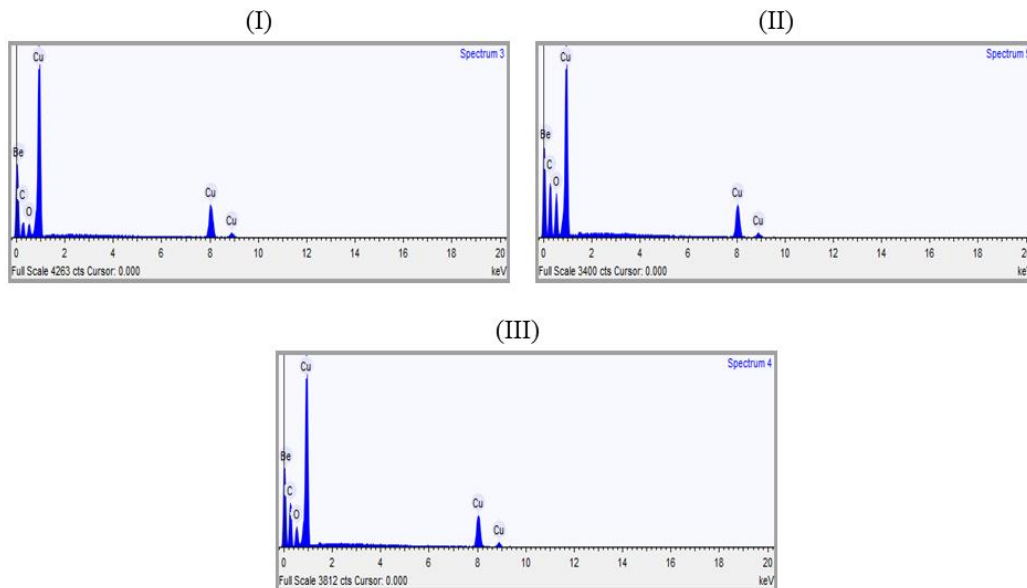 (I)
Spectrum 3
Cu
Be
C
O
Cu
Cu
0 2 4 6 8 10 12 14 16 18 20
Full Scale 4263 cts Cursor: 0.000
keV
(II)
Cu
Be
C
O
Cu
Cu
0 2 4 6 8 10 12 14 16 18 20
Full Scale 3400 cts Cursor: 0.000
keV
(III)
Spectrum 4
Cu
Be
C
O
Cu
Cu
0 2 4 6 8 10 12 14 16 18 20
Full Scale 3812 cts Cursor: 0.000
keV